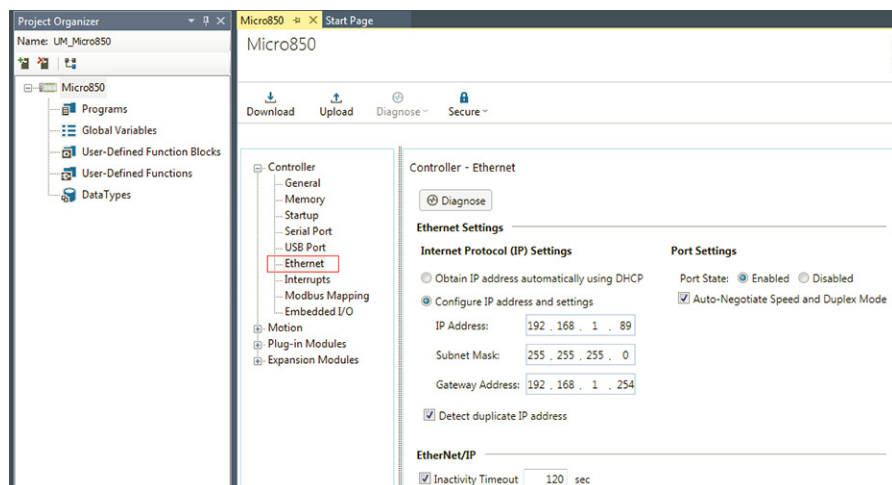 Project Organizer
Name: UM_Micro850
Micro850
Programs
Global Variables
User-Defined Function Blocks
User-Defined Functions
DataTypes
Micro850 Start Page
Micro850
Download Upload Diagnose Secure
Controller
General
Memory
Startup
Serial Port
USB Port
Ethernet
Interrupts
Modbus Mapping
Embedded I/O
Motion
Plug-in Modules
Expansion Modules
Controller - Ethernet
Diagnose
Ethernet Settings
Internet Protocol (IP) Settings
Obtain IP address automatically using DHCP
Configure IP address and settings
IP Address: 192 . 168 . 1 . 89
Subnet Mask: 255 . 255 . 255 . 0
Gateway Address: 192 . 168 . 1 . 254
Detect duplicate IP address
Port Settings
Port State: Enabled Disabled
Auto-Negotiate Speed and Duplex Mode
EtherNet/IP
Inactivity Timeout 120 sec